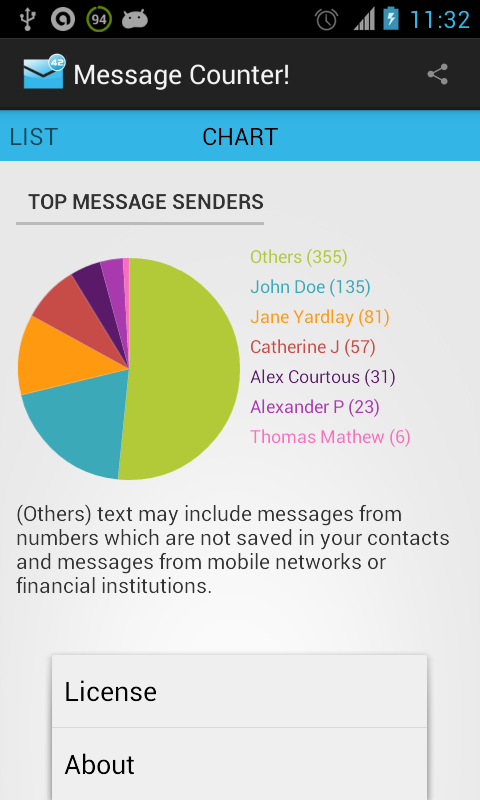 94
11:32
42
Message Counter!
LIST
CHART
TOP MESSAGE SENDERS
Others (355)
John Doe (135)
Jane Yardlay (81)
Catherine J (57)
Alex Courtous (31)
Alexander P (23)
Thomas Mathew (6)
(Others) text may include messages from
numbers which are not saved in your contacts
and messages from mobile networks or
financial institutions.
License
About